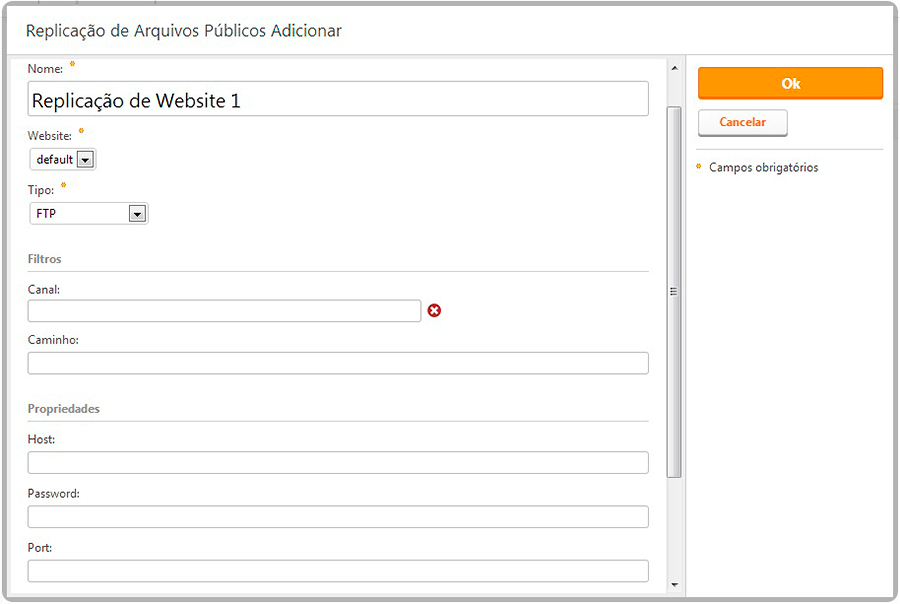 Replicação de Arquivos Públicos Adicionar
Nome: *
Replicação de Website 1
Website: *
default
Tipo: *
FTP
Filtros
Canal:
Caminho:
Propriedades
Host:
Password:
Port:
Ok
Cancelar
* Campos obrigatórios